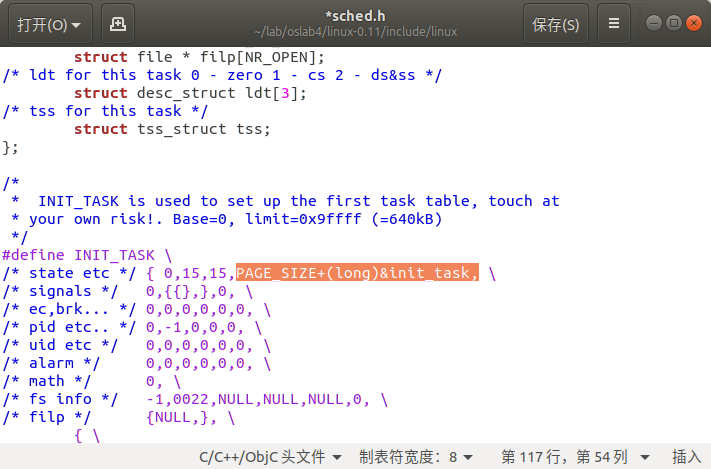 打开(O)
*sched.h
~/lab/oslab4/linux-0.11/include/linux
保存(S)
struct file * filp[NR_OPEN];
/* ldt for this task 0 - zero 1 - cs 2 - ds&ss */
struct desc_struct ldt[3];
/* tss for this task */
struct tss_struct tss;
};
/*
 *  INIT_TASK is used to set up the first task table, touch at
 * your own risk!. Base=0, limit=0x9ffff (=640kB)
 */
#define INIT_TASK \
/* state etc */ { 0,15,15,PAGE_SIZE+(long)&init_task, \
/* signals */   0,{{},},0, \
/* ec,brk... */ 0,0,0,0,0,0, \
/* pid etc.. */ 0,-1,0,0,0, \
/* uid etc */   0,0,0,0,0,0, \
/* alarm */     0,0,0,0,0,0, \
/* math */      0, \
/* fs info */   -1,0022,NULL,NULL,NULL,0, \
/* filp */      {NULL,}, \
{ \
C/C++/ObjC 头文件 制表符宽度：8 第 117 行，第 54 列 插入